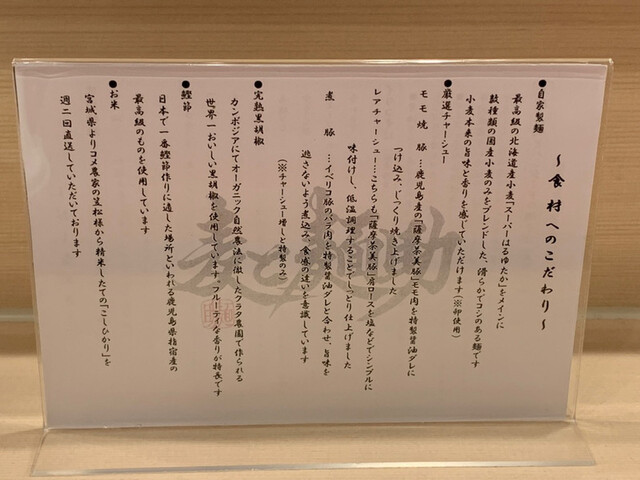 ～食材へのこだわり～
●自家製麺
最高級の北海道産小麦「スーパーはるゆたか」をメインに
数種類の国産小麦のみをブレンドした、滑らかでコシのある麺です
小麦本来の旨味と香りを感じていただけます(※卵使用)
●厳選チャーシュー
モモ焼豚…鹿児島産の「薩摩茶美豚」モモ肉を特製醤油ダレに
つけ込み、じっくり焼き上げました
レアチャーシュー…こちらも「薩摩茶美豚」肩ロースを塩などでシンプルに
味付けし、低温調理することでしっとり仕上げました
煮豚…イベリコ豚のバラ肉を特製醤油ダレと合わせ、旨味を
逃さないよう煮込み、食感の違いを意識しています
(※チャーシュー増しと特製のみ)
●完熟黒胡椒
カンボジアにてオーガニック自然農法に徹したクラタ農園で作られる
世界一おいしい黒胡椒を使用しています。フルーティな香りが特長です
●鰹節
日本で一番鰹節作りに適した場所といわれる鹿児島県指宿産の
最高級のものを使用しています
●お米
宮城県よりコメ農家の笠松様から精米したての「こしひかり」を
週二回直送していただいております